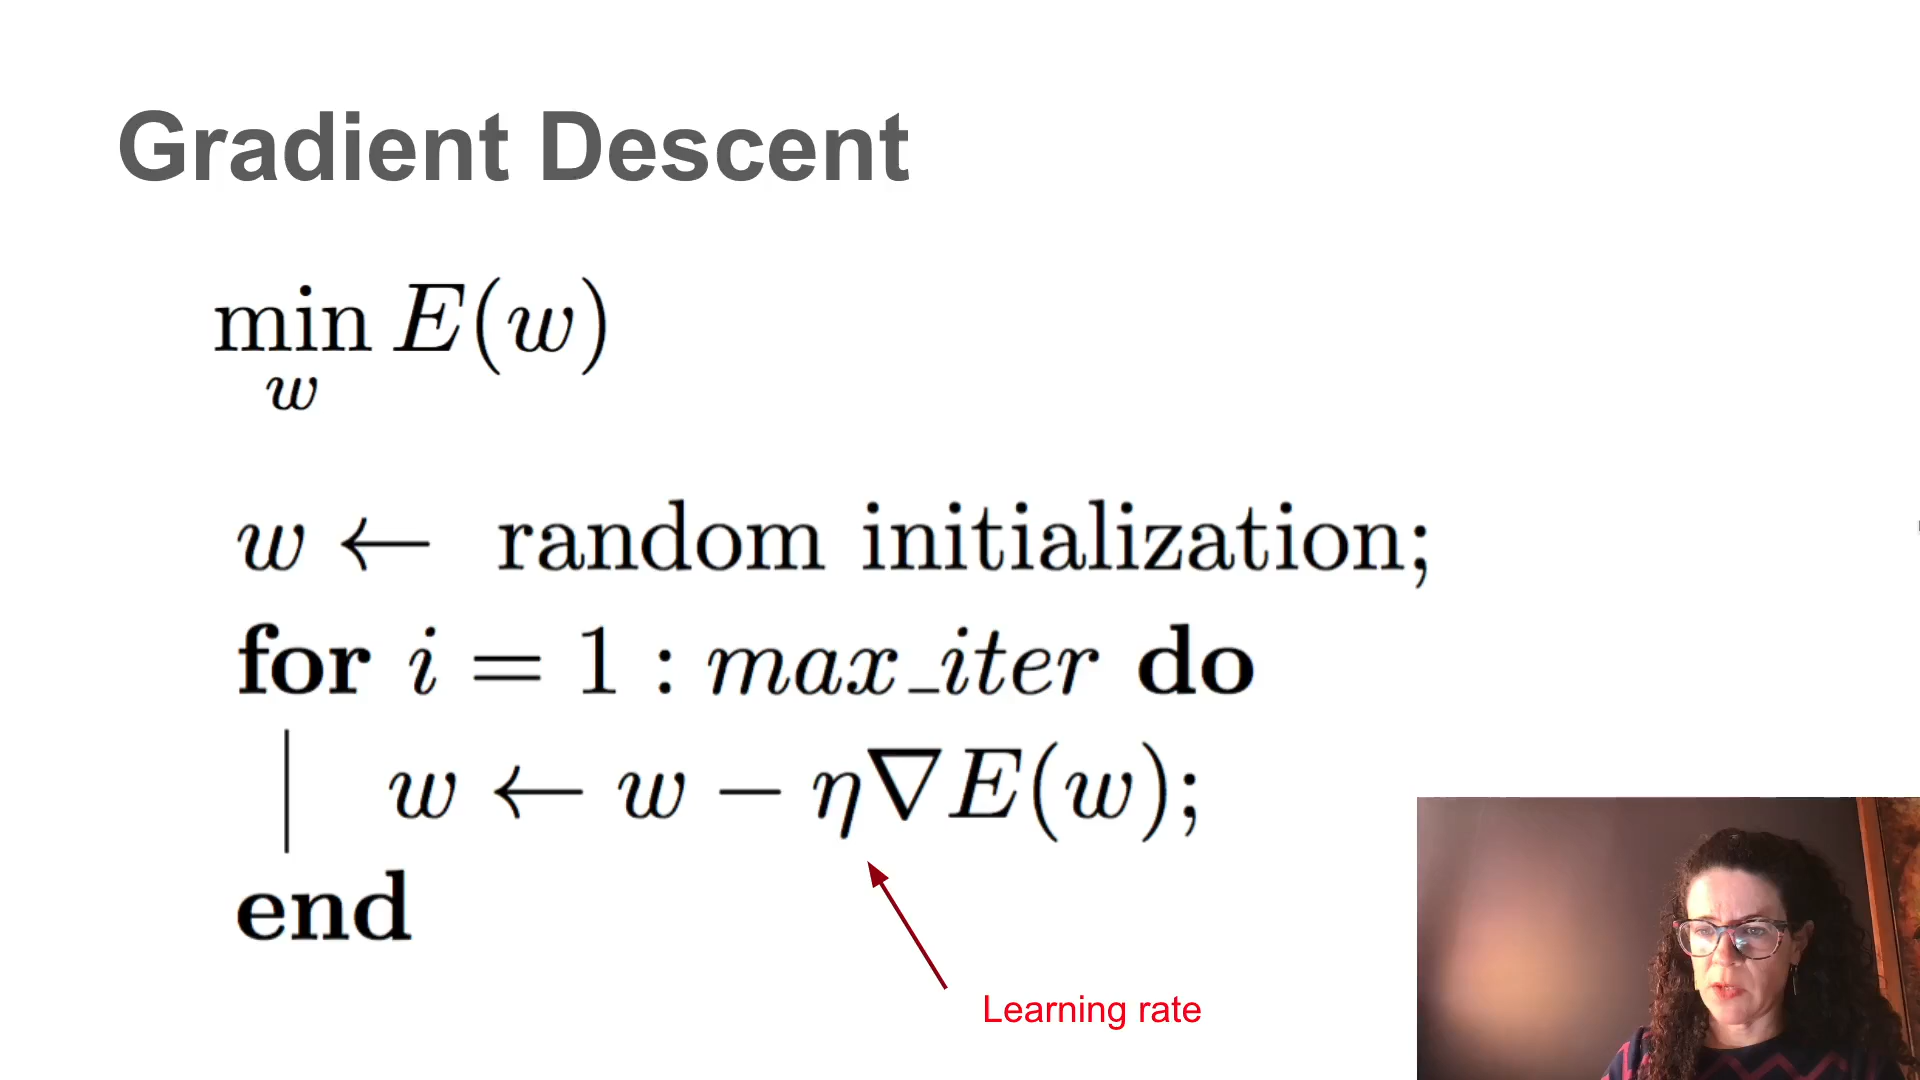 Gradient Descent
min E(w)
w
w ← random initialization;
for i = 1 : max_iter do
w ← w − η∇E(w);
end
Learning rate